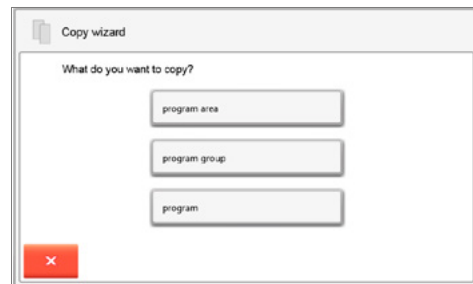 Copy wizard
What do you want to copy?
program area
program group
program